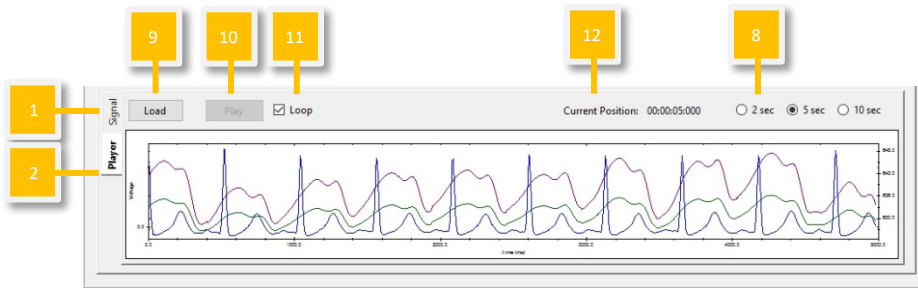 9
10
11
12
8
1
Signal
Load
Play
Loop
Current Position: 00:00:05:000
2 sec
5 sec
10 sec
2
Player
Voltage
0.0
0.0
1000.0
2000.0
3000.0
4000.0
5000.0
Time (ms)